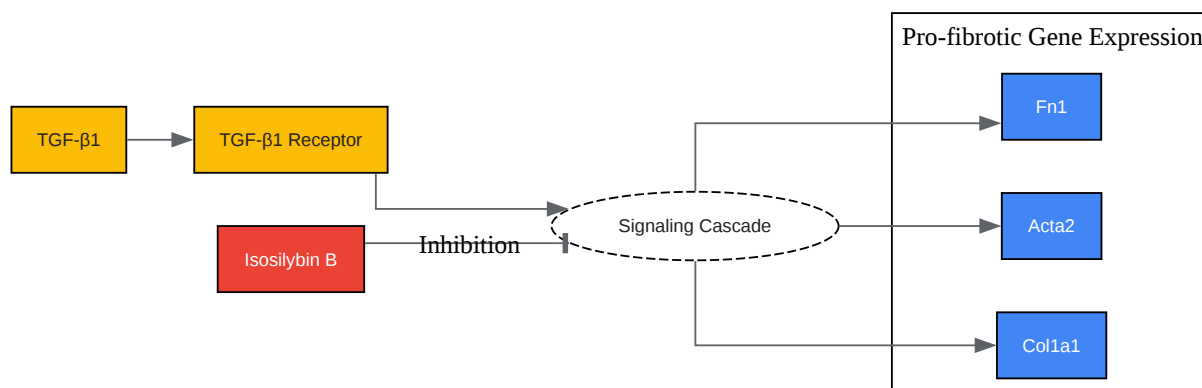 Pro-fibrotic Gene Expression
Fn1
TGF-β1
TGF-β1 Receptor
Signaling Cascade
Acta2
Isosilybin B
Inhibition
Col1a1